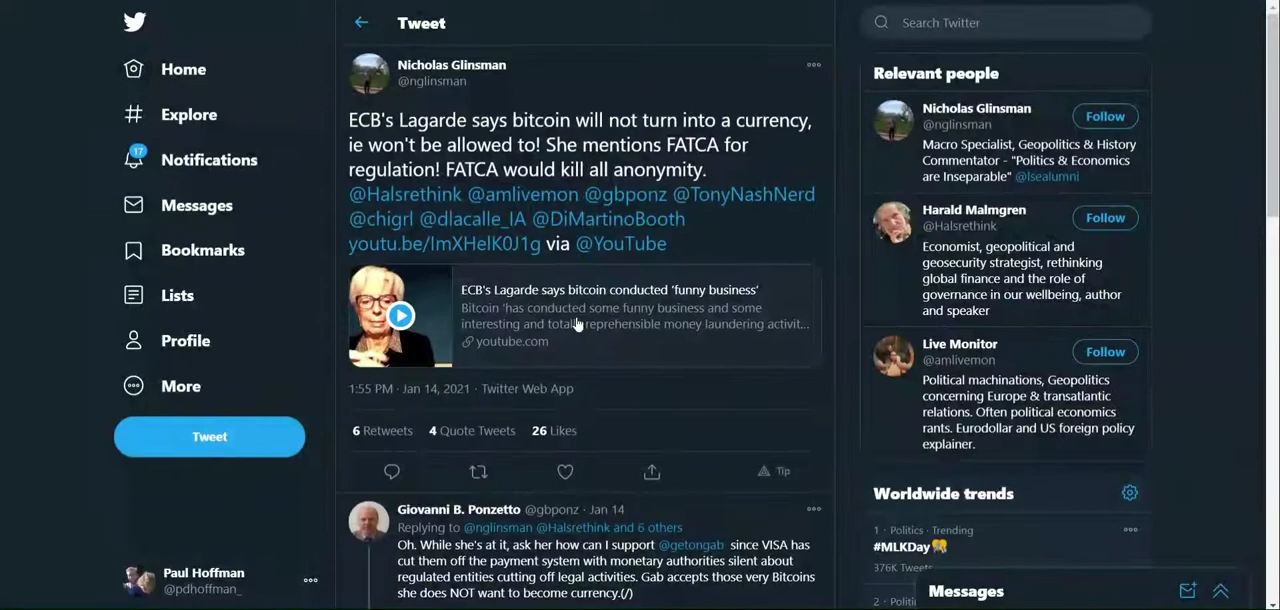 Tweet
Search Twitter
Home
Explore
17
Notifications
Messages
Bookmarks
Lists
Profile
More
Tweet
Paul Hoffman
@pdhoffman_
Nicholas Glinsman
@nglinsman
ECB's Lagarde says bitcoin will not turn into a currency,
ie won't be allowed to! She mentions FATCA for
regulation! FATCA would kill all anonymity.
@Halsrethink @amlivemon @gbponz @TonyNashNerd
@chigrl @dlacalle_IA @DiMartinoBooth
youtu.be/ImXHelK0J1g via @YouTube
ECB's Lagarde says bitcoin conducted 'funny business'
Bitcoin 'has conducted some funny business and some
interesting and totally reprehensible money laundering activit...
youtube.com
1:55 PM · Jan 14, 2021 · Twitter Web App
6 Retweets 4 Quote Tweets 26 Likes
Tip
Giovanni B. Ponzetto @gbponz · Jan 14
Replying to @nglinsman @Halsrethink and 6 others
Oh. While she's at it, ask her how can I support @getongab since VISA has
cut them off the payment system with monetary authorities silent about
regulated entities cutting off legal activities. Gab accepts those very Bitcoins
she does NOT want to become currency.(/)
Relevant people
Nicholas Glinsman
@nglinsman
Follow
Macro Specialist, Geopolitics & History
Commentator - "Politics & Economics
are Inseparable" @lsealumni
Harald Malmgren
@Halsrethink
Follow
Economist, geopolitical and
geosecurity strategist, rethinking
global finance and the role of
governance in our wellbeing, author
and speaker
Live Monitor
@amlivemon
Follow
Political machinations, Geopolitics
concerning Europe & transatlantic
relations. Often political economics
rants. Eurodollar and US foreign policy
explainer.
Worldwide trends
1 · Politics · Trending
#MLKDay
376K Tweets
2 · Politi
Messages